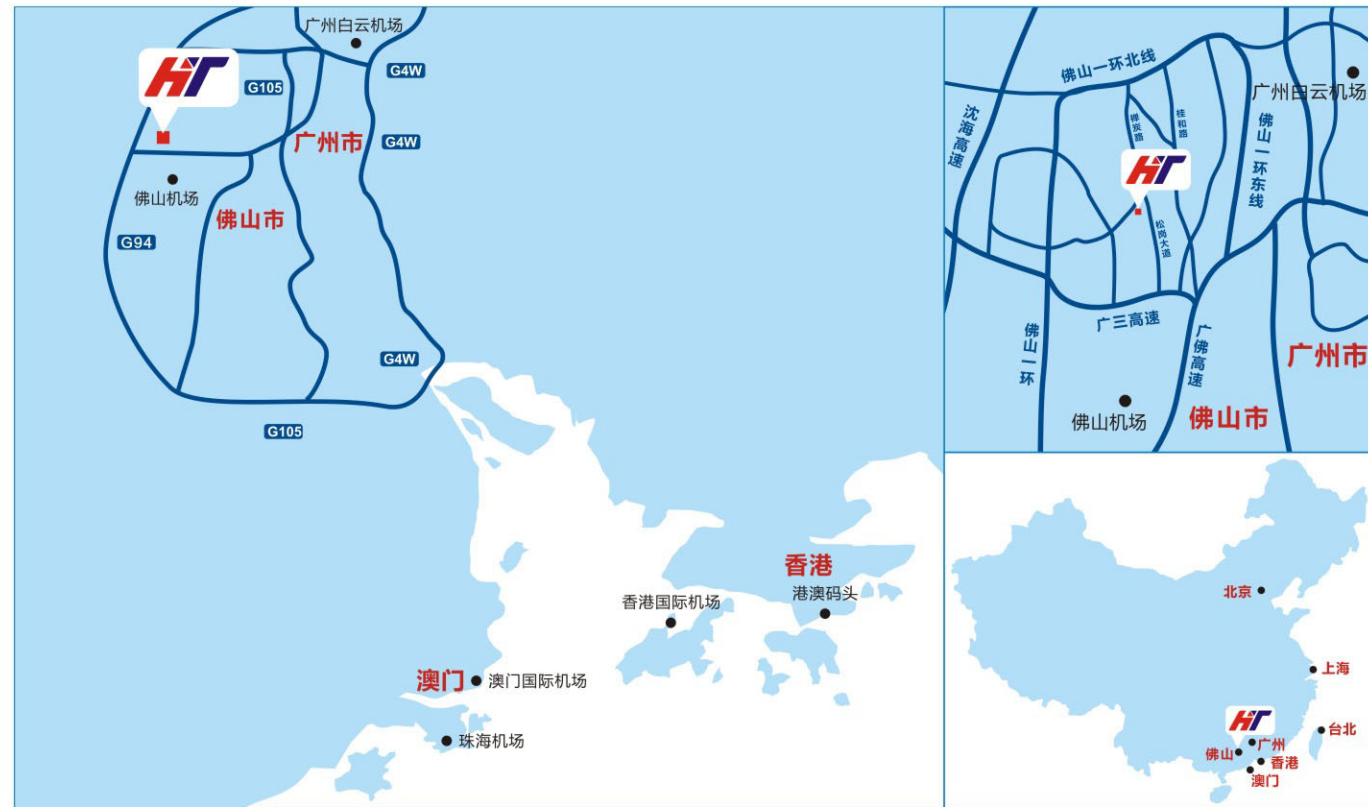 广州白云机场
G4W
HT
G105
G4W
广州市
佛山机场
佛山市
G94
G4W
G105
香港
港澳码头
香港国际机场
澳门
澳门国际机场
珠海机场
佛山一环北线
广州白云机场
沈海高速
禅炭路
桂和路
佛山一环东线
HT
松岗大道
广三高速
佛山一环
广佛高速
广州市
佛山机场
佛山市
北京
上海
HT
台北
广州
佛山
香港
澳门